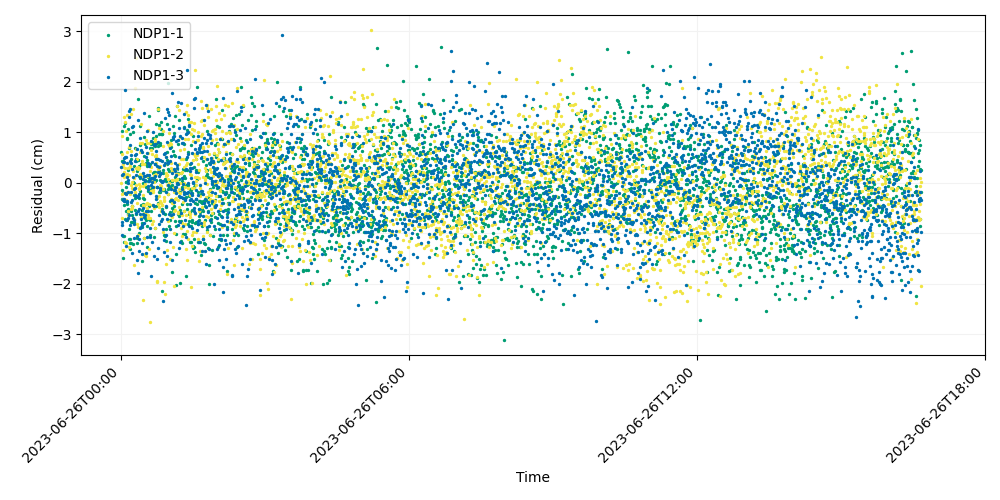 NDP1-1
NDP1-2
NDP1-3
Residual (cm)
3
2
1
0
−1
−2
−3
2023-06-26T00:00
2023-06-26T06:00
2023-06-26T12:00
2023-06-26T18:00
Time